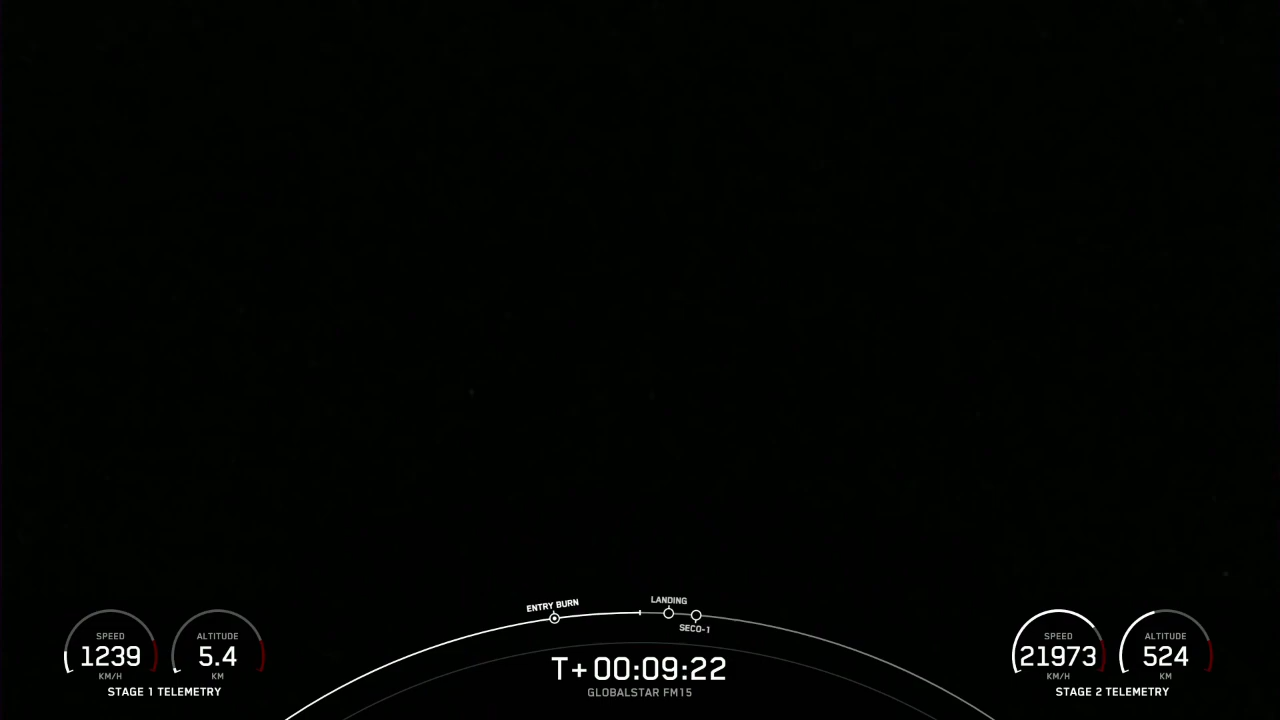 ENTRY BURN
LANDING
SECO-1
SPEED
1239
KM/H
ALTITUDE
5.4
KM
STAGE 1 TELEMETRY
T+ 00:09:22
GLOBALSTAR FM15
SPEED
21973
KM/H
ALTITUDE
524
KM
STAGE 2 TELEMETRY